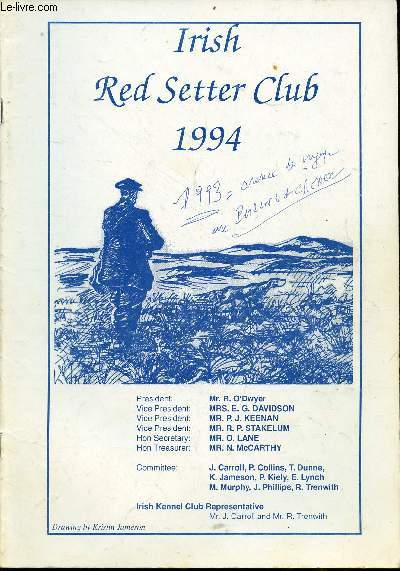 Le-livre.com
Irish
Red Setter Club
1994
1993 =
President: Mr. R. O'Dwyer
Vice President: MRS. E. G. DAVIDSON
Vice President: MR. P. J. KEENAN
Vice President: MR. R. P. STAKELUM
Hon Secretary: MR. O. LANE
Hon Treasurer: MR. N. McCARTHY
Committee: J. Carroll, P. Collins, T. Dunne,
K. Jameson, P. Kiely, E. Lynch
M. Murphy, J. Phillips, R. Trenwith
Irish Kennel Club Representative
Mr. J. Carroll and Mr. R. Trenwith
Drawing by Jameson